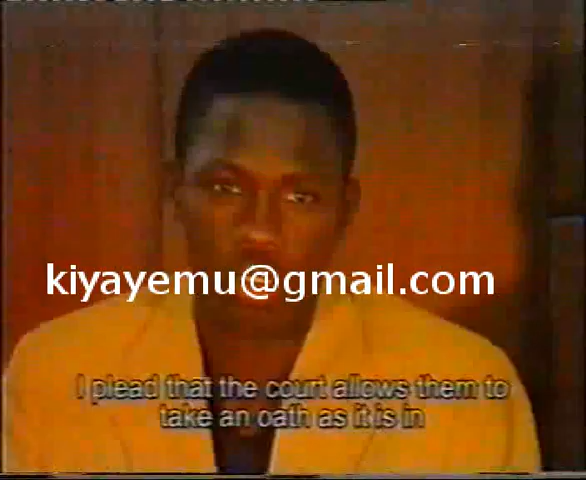 kiyayemu@gmail.com
I plead that the court allows them to
take an oath as it is in